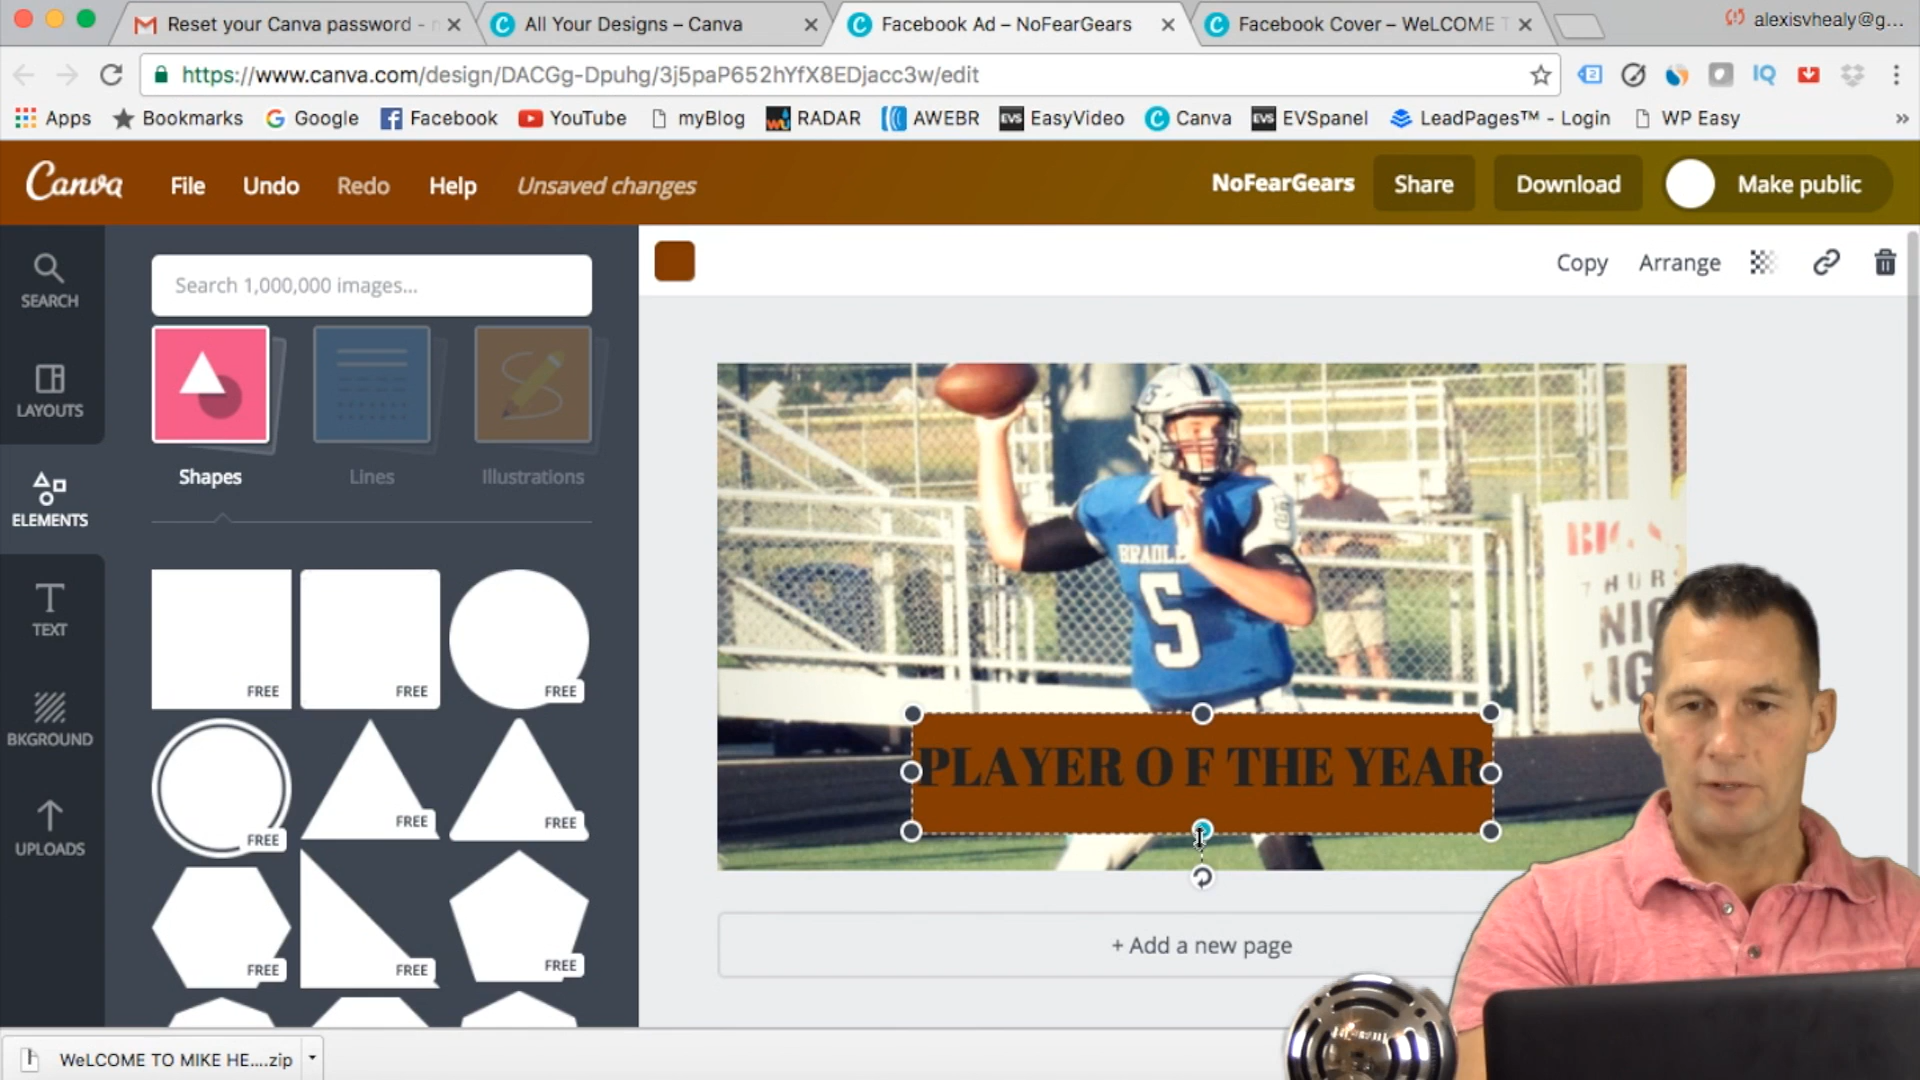 Reset your Canva password -
All Your Designs – Canva
Facebook Ad – NoFearGears
Facebook Cover – WeLCOME T
alexisvhealy@g...
https://www.canva.com/design/DACGg-Dpuhg/3j5paP652hYfX8EDjacc3w/edit
Apps
Bookmarks
Google
Facebook
YouTube
myBlog
RADAR
AWEBR
EVS EasyVideo
Canva
EVS EVSpanel
LeadPages™ - Login
WP Easy
»
Canva
File
Undo
Redo
Help
Unsaved changes
NoFearGears
Share
Download
Make public
SEARCH
LAYOUTS
ELEMENTS
TEXT
BKGROUND
UPLOADS
Search 1,000,000 images...
Shapes
Lines
Illustrations
FREE
FREE
FREE
FREE
FREE
FREE
FREE
FREE
FREE
Copy
Arrange
BRADLE
5
PLAYER O F THE YEAR
+ Add a new page
WeLCOME TO MIKE HE....zip